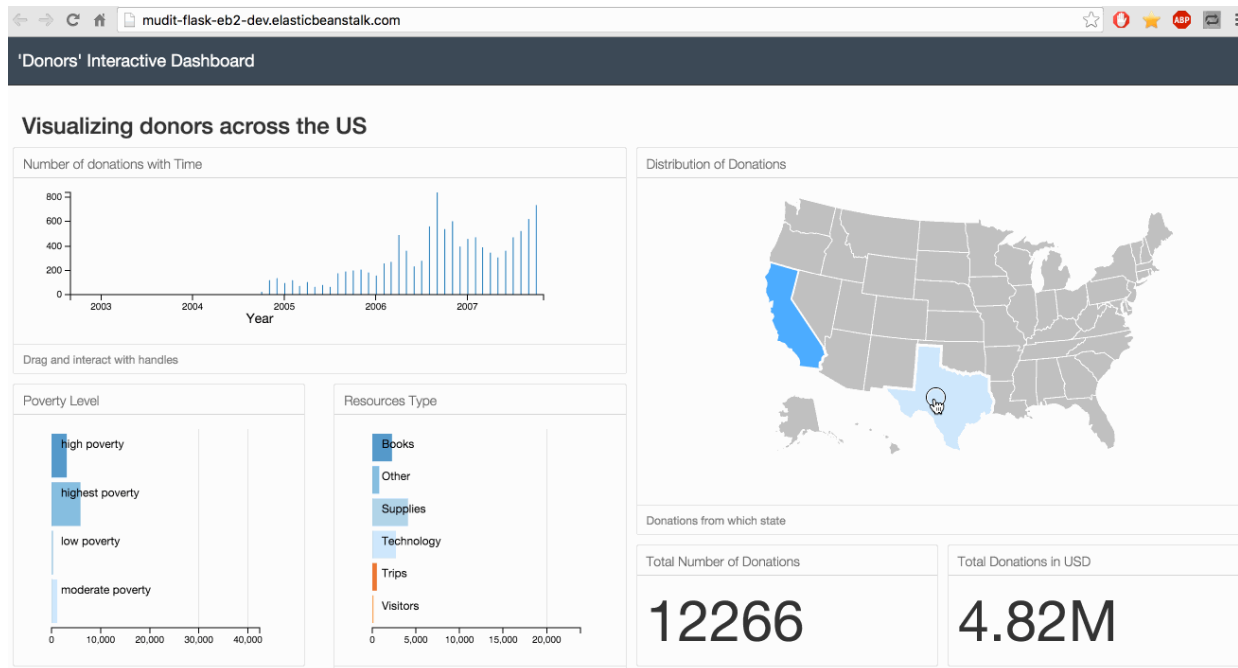 mudit-flask-eb2-dev.elasticbeanstalk.com
ABP
'Donors' Interactive Dashboard
Visualizing donors across the US
Number of donations with Time
800
600
400
200
0
2003 2004 2005 2006 2007
Year
Drag and interact with handles
Distribution of Donations
Donations from which state
Poverty Level
high poverty
highest poverty
low poverty
moderate poverty
0 10,000 20,000 30,000 40,000
Resources Type
Books
Other
Supplies
Technology
Trips
Visitors
0 5,000 10,000 15,000 20,000
Total Number of Donations
12266
Total Donations in USD
4.82M